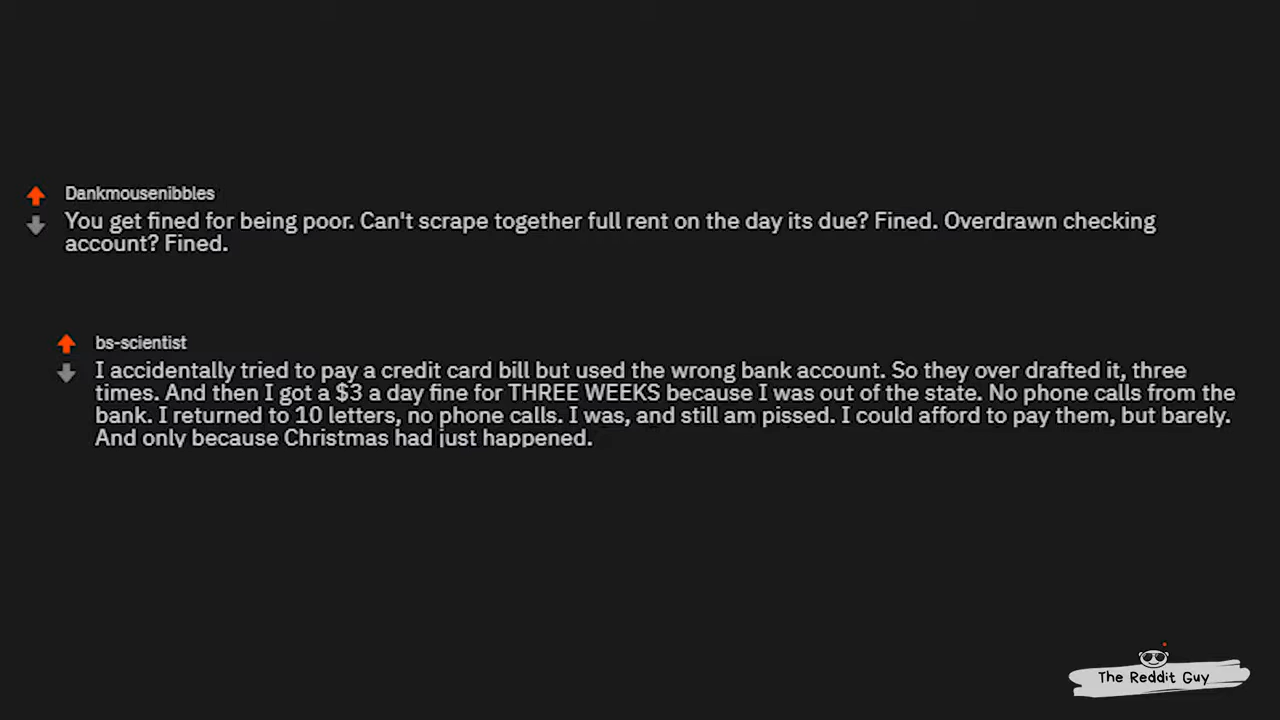 Dankmousenibbles
You get fined for being poor. Can't scrape together full rent on the day its due? Fined. Overdrawn checking
account? Fined.
bs-scientist
I accidentally tried to pay a credit card bill but used the wrong bank account. So they over drafted it, three
times. And then I got a $3 a day fine for THREE WEEKS because I was out of the state. No phone calls from the
bank. I returned to 10 letters, no phone calls. I was, and still am pissed. I could afford to pay them, but barely.
And only because Christmas had just happened.
The Reddit Guy